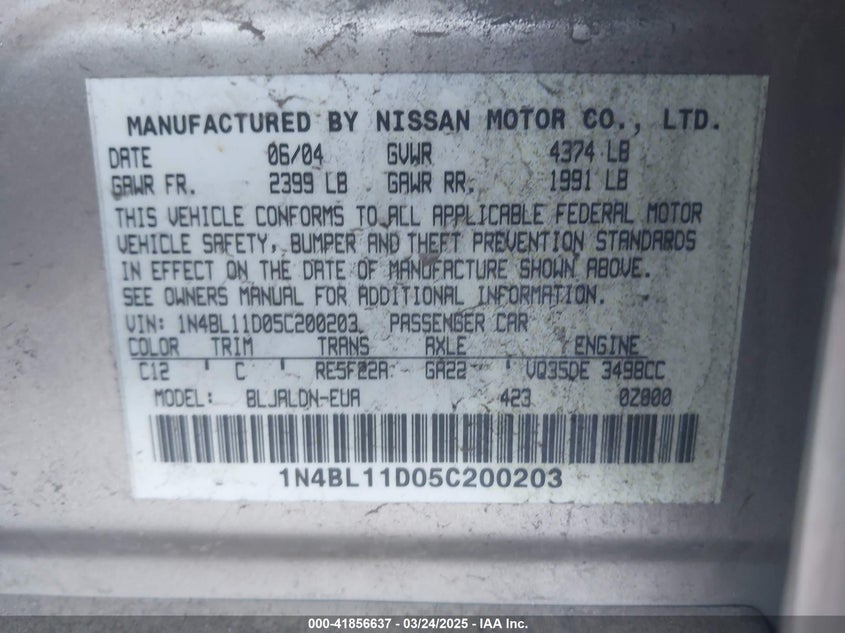 MANUFACTURED BY NISSAN MOTOR CO., LTD.
DATE 06/04 GVWR 4374 LB
GAWR FR. 2399 LB GAWR RR. 1991 LB
THIS VEHICLE CONFORMS TO ALL APPLICABLE FEDERAL MOTOR
VEHICLE SAFETY, BUMPER AND THEFT PREVENTION STANDARDS
IN EFFECT ON THE DATE OF MANUFACTURE SHOWN ABOVE.
SEE OWNERS MANUAL FOR ADDITIONAL INFORMATION.
VIN: 1N4BL11D05C200203 PASSENGER CAR
COLOR TRIM TRANS AXLE ENGINE
C12 C RE5F22A GA22 VQ35DE 3498CC
MODEL: BLJALDN-EUA 423 02800
1N4BL11D05C200203
000-41856637 - 03/24/2025 - IAA Inc.